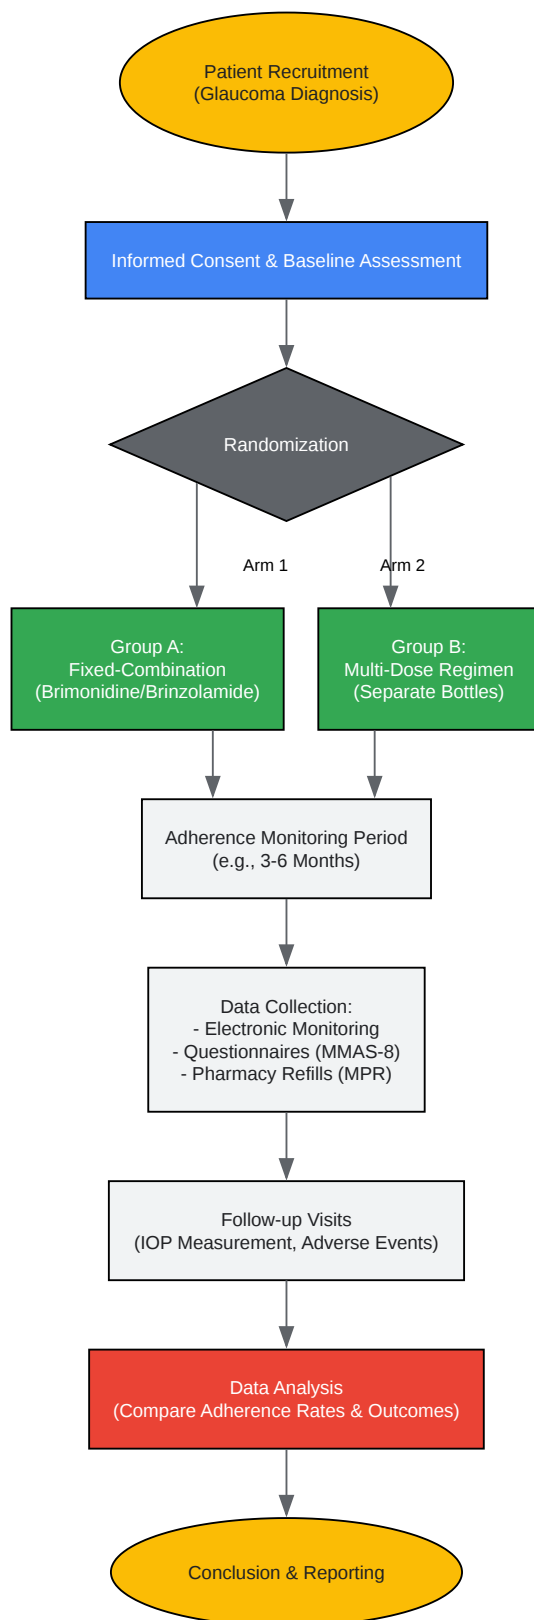 Patient Recruitment
(Glaucoma Diagnosis)
Informed Consent & Baseline Assessment
Randomization
Arm 1
Arm 2
Group A:
Fixed-Combination
(Brimonidine/Brinzolamide)
Group B:
Multi-Dose Regimen
(Separate Bottles)
Adherence Monitoring Period
(e.g., 3-6 Months)
Data Collection:
- Electronic Monitoring
- Questionnaires (MMAS-8)
- Pharmacy Refills (MPR)
Follow-up Visits
(IOP Measurement, Adverse Events)
Data Analysis
(Compare Adherence Rates & Outcomes)
Conclusion & Reporting